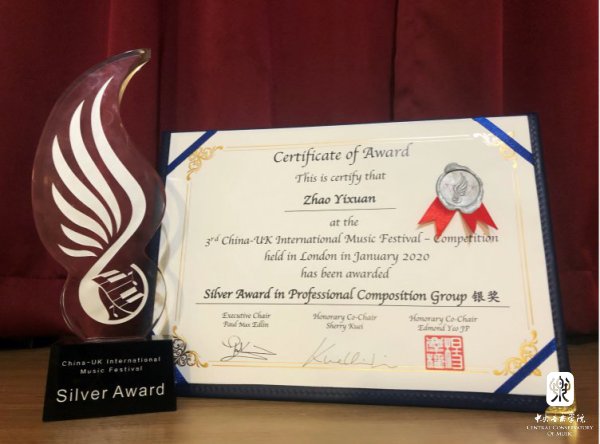 Certificate of Award
This is certify that
Zhao Yixuan
at the
3rd China-UK International Music Festival – Competition
held in London in January 2020
has been awarded
Silver Award in Professional Composition Group 银奖
Executive Chair
Paul Max Edlin
Honorary Co-Chair
Sherry Kuei
Honorary Co-Chair
Edmond Yao JP
China-UK International
Music Festival
Silver Award
中央音乐学院
CENTRAL CONSERVATORY
OF MUSIC